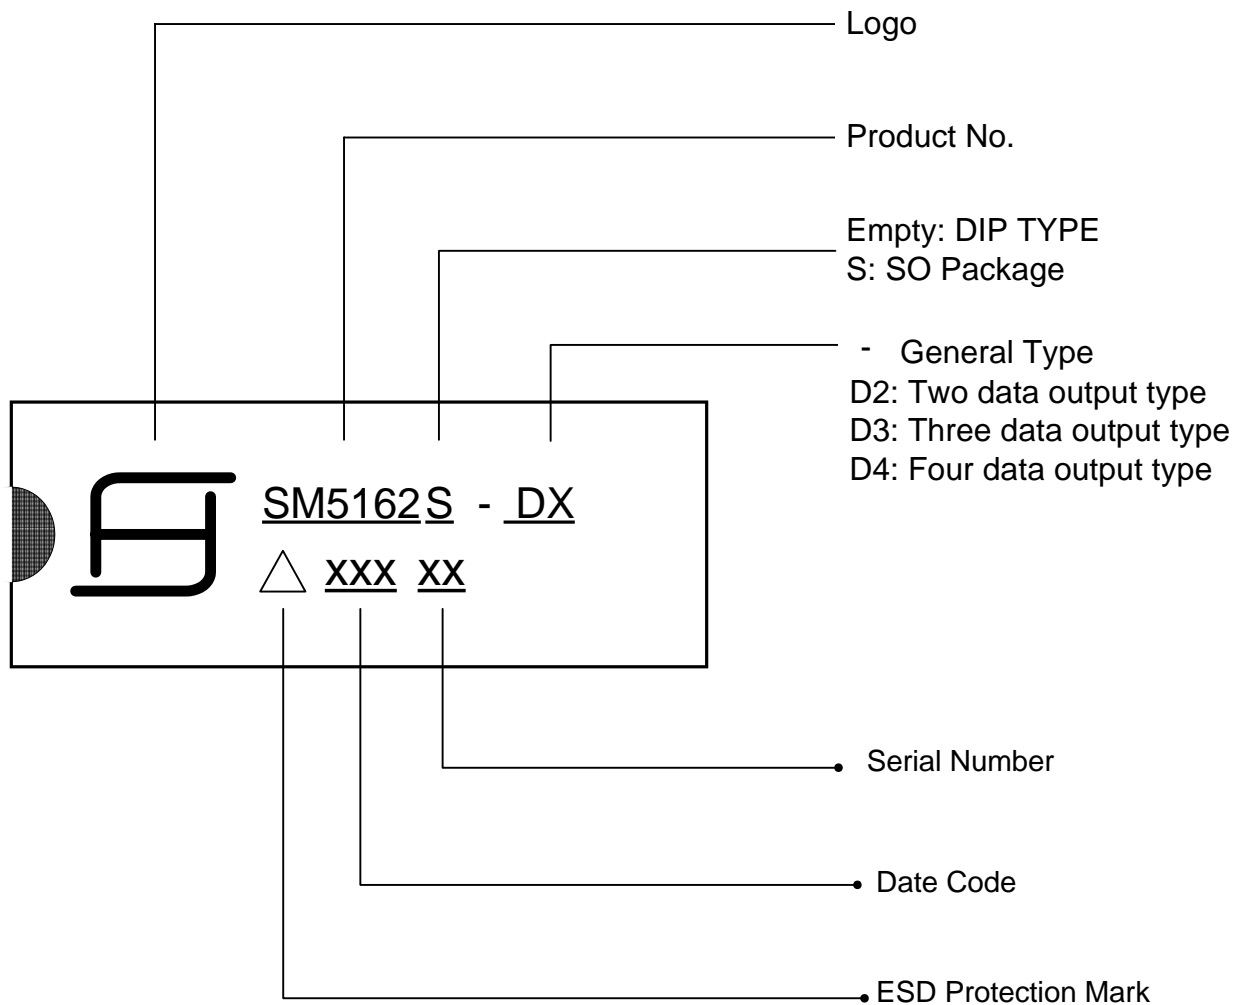 Logo
Product No.
Empty: DIP TYPE
S: SO Package
- General Type
D2: Two data output type
D3: Three data output type
D4: Four data output type
SM5162 S - DX
xxx xx
Serial Number
Date Code
ESD Protection Mark